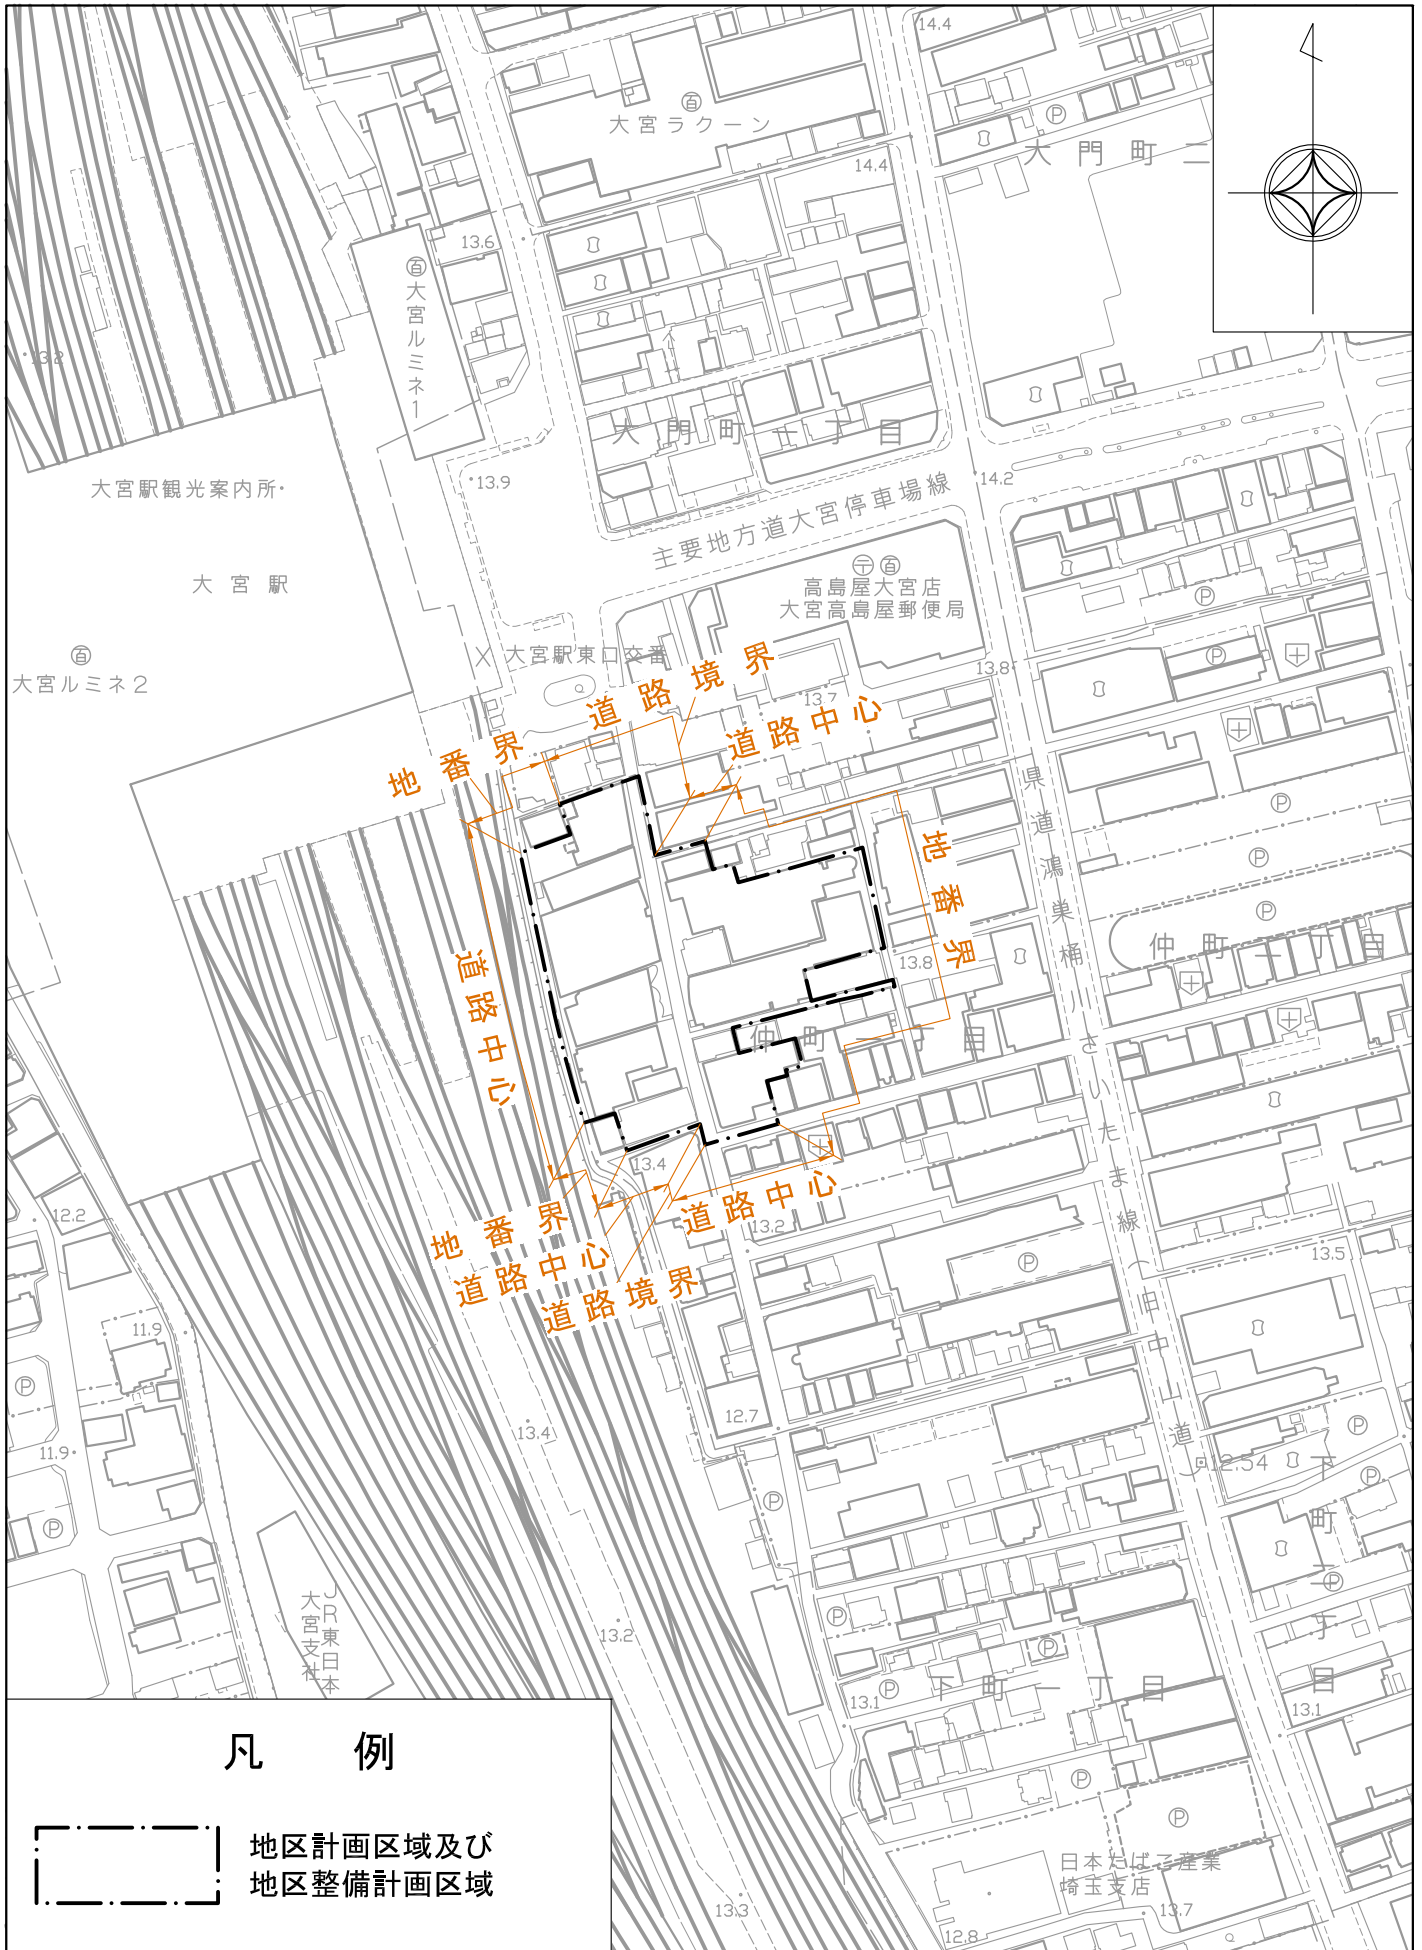 14.4
百
大宮ラクーン
P
大門町二
14.4
13.6
百
大宮ルミネ1
13.2
大門町一丁目
13.9
14.2
大宮駅観光案内所
主要地方道大宮停車場線
大宮駅
百
高島屋大宮店
大宮高島屋郵便局
P
百
大宮ルミネ2
大宮駅東口交番
P
13.8
13.7
道路境界
道路中心
地番界
P
P
P
地番界
県道鴻巣桶川さいたま線(旧中山道)
仲町二丁目
13.8
道路中心
仲町一丁目
13.4
道路中心
地番界
道路中心
道路境界
12.2
13.2
13.5
P
11.9
P
12.7
P
13.4
11.9
12.54
P
P
P
下町二丁目
P
JR東日本
大宮支社
P
13.2
P
下町一丁目
13.1
P
13.1
P
P
凡例
地区計画区域及び
地区整備計画区域
日本たばこ産業
埼玉支店
13.3
13.7
12.8